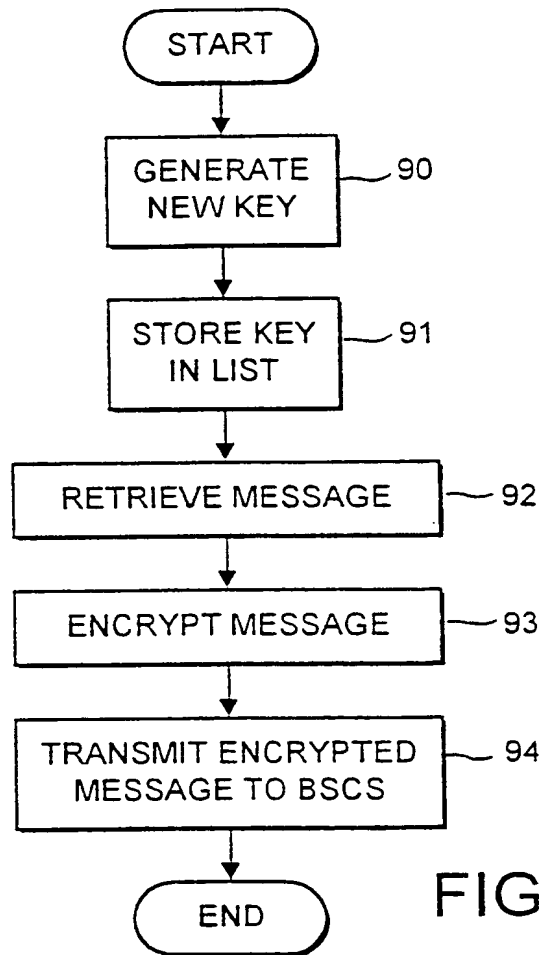 START
GENERATE
NEW KEY
90
STORE KEY
IN LIST
91
RETRIEVE MESSAGE
92
ENCRYPT MESSAGE
93
TRANSMIT ENCRYPTED
MESSAGE TO BSCS
94
END
FIG